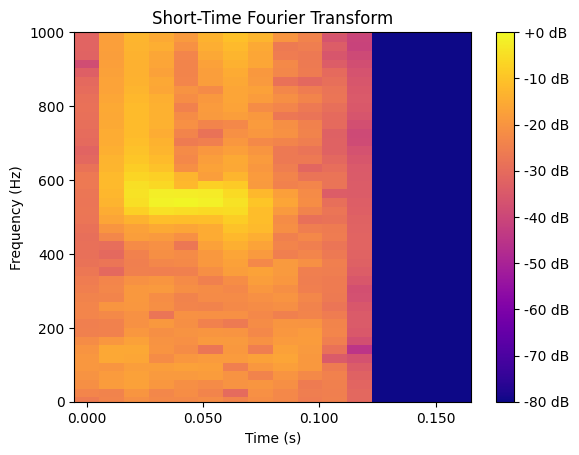 Short-Time Fourier Transform
Frequency (Hz)
1000
800
600
400
200
0
0.000
0.050
0.100
0.150
Time (s)
+0 dB
-10 dB
-20 dB
-30 dB
-40 dB
-50 dB
-60 dB
-70 dB
-80 dB